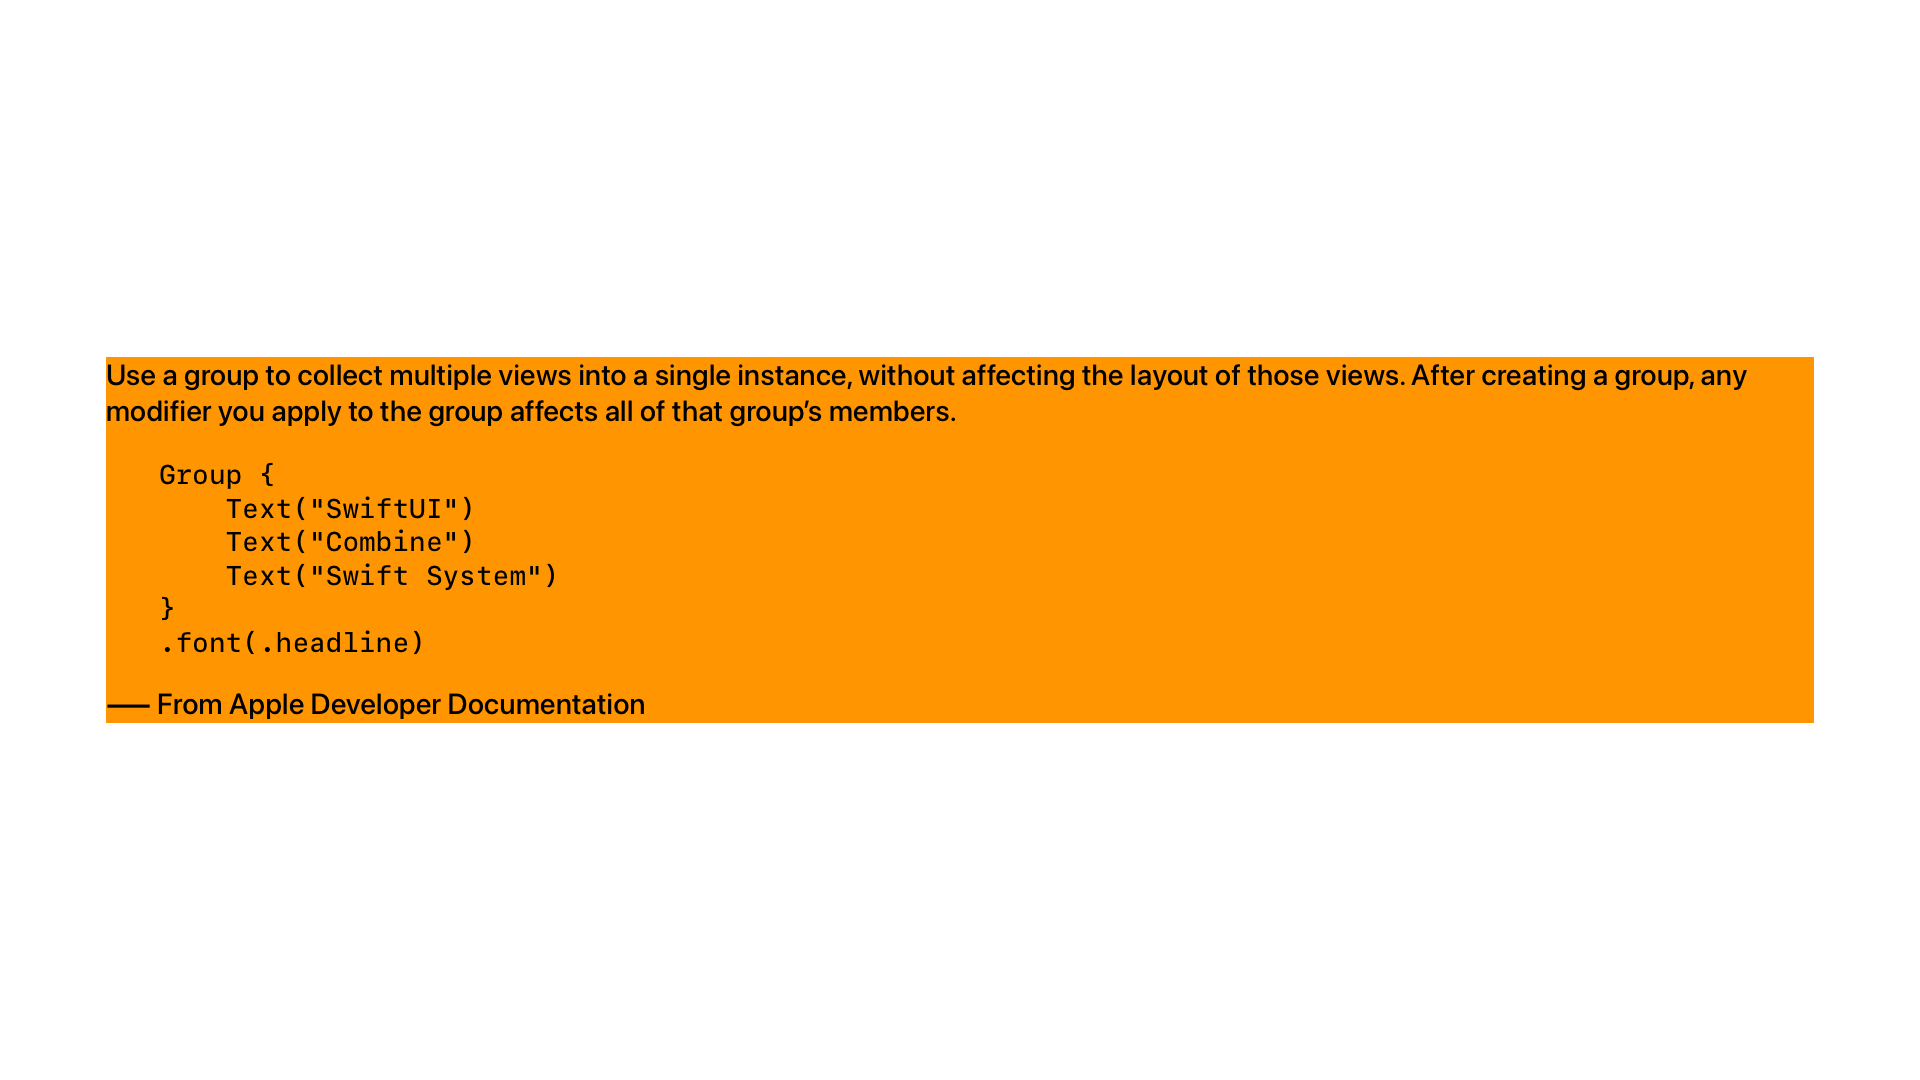 Use a group to collect multiple views into a single instance, without affecting the layout of those views. After creating a group, any
modifier you apply to the group affects all of that group’s members.
Group {
    Text("SwiftUI")
    Text("Combine")
    Text("Swift System")
}
.font(.headline)
—— From Apple Developer Documentation